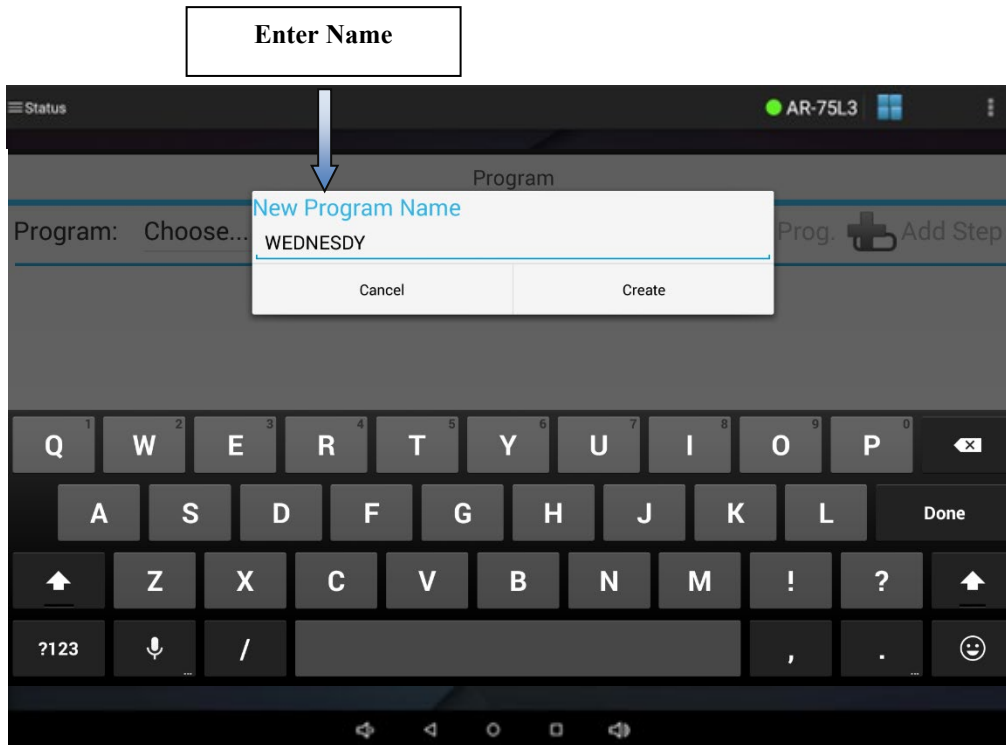 Enter Name
Status AR-75L3
Program
New Program Name
Program: Choose... WEDNESDY Prog. Add Step
Cancel Create
Q 1 W 2 E 3 R 4 T 5 Y 6 U 7 I 8 O 9 P 0
A S D F G H J K L Done
Z X C V B N M ! ?
?123 / , .